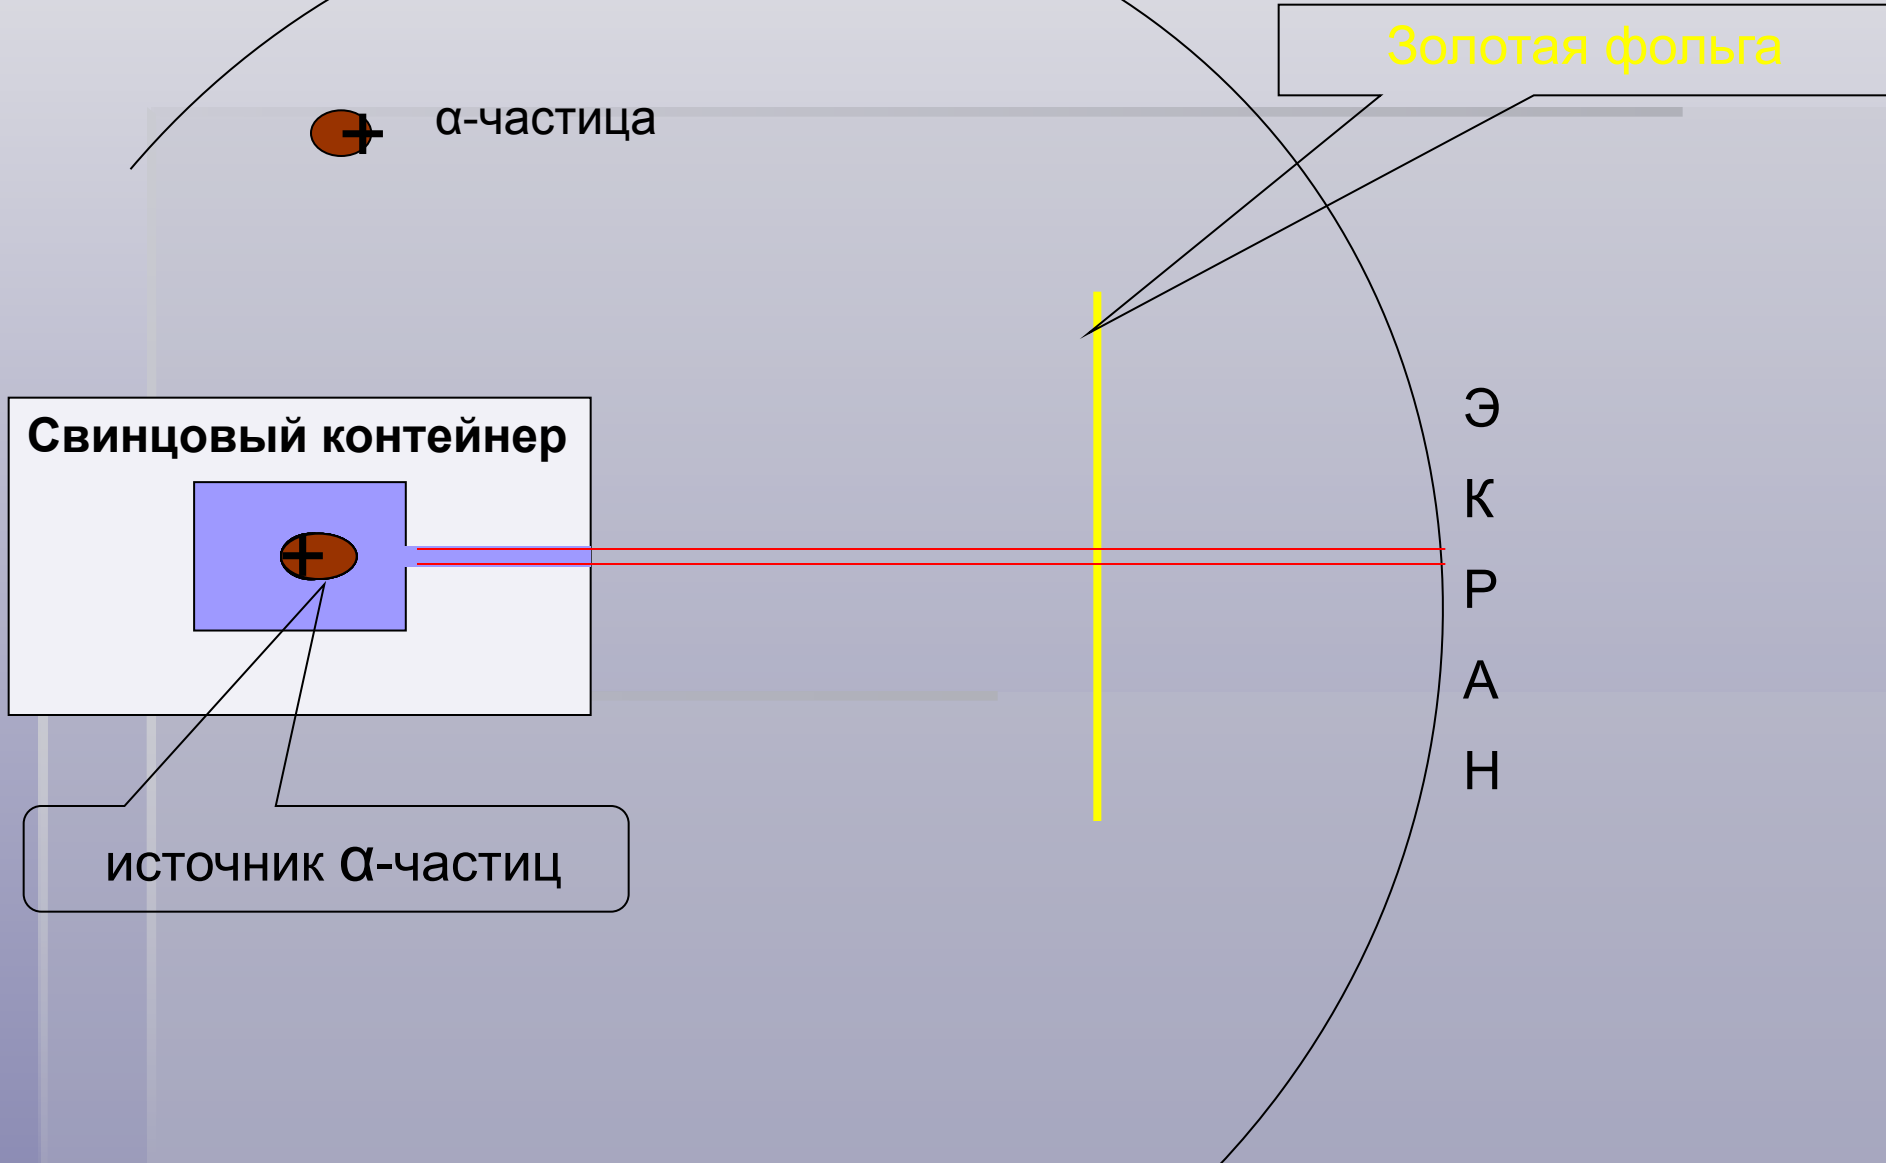 Золотая фольга
α-частица
Свинцовый контейнер
Э
К
Р
А
Н
источник α-частиц